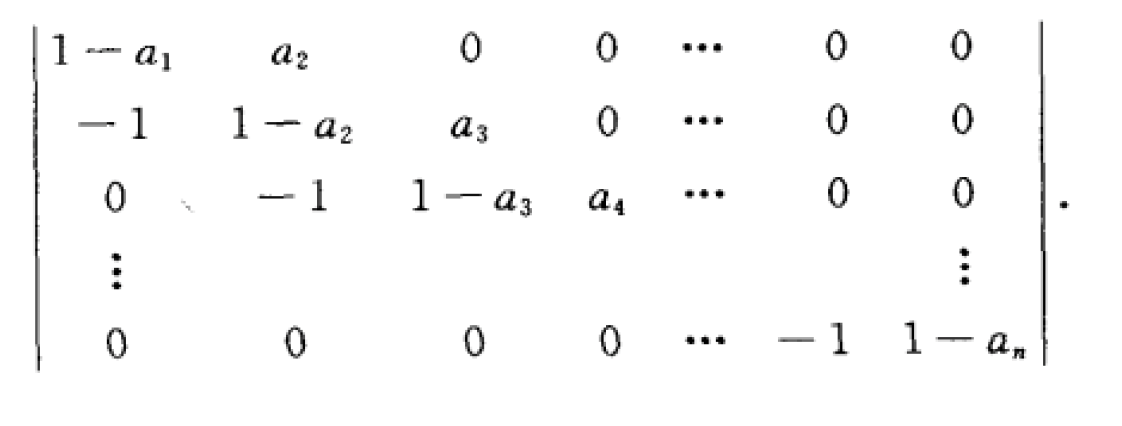 1 − a₁ a₂ 0 0 ⋯ 0 0
−1 1 − a₂ a₃ 0 ⋯ 0 0
0 −1 1 − a₃ a₄ ⋯ 0 0
⋮ ⋮
0 0 0 0 ⋯ −1 1 − aₙ .